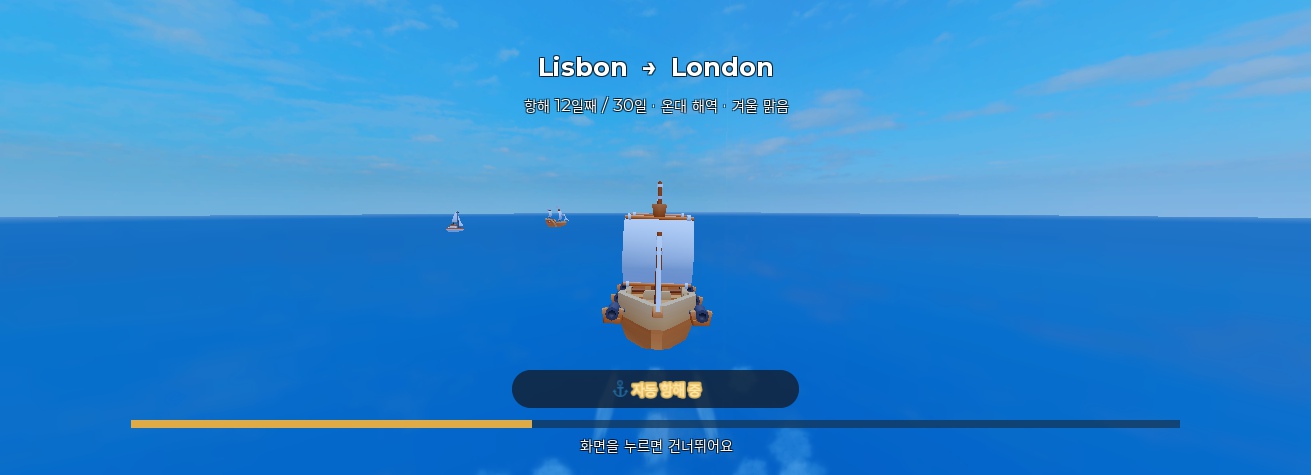 Lisbon → London
항해 12일째 / 30일 · 온대 해역 · 겨울 맑음
⚓ 자동 항해 중
화면을 누르면 건너뛰어요